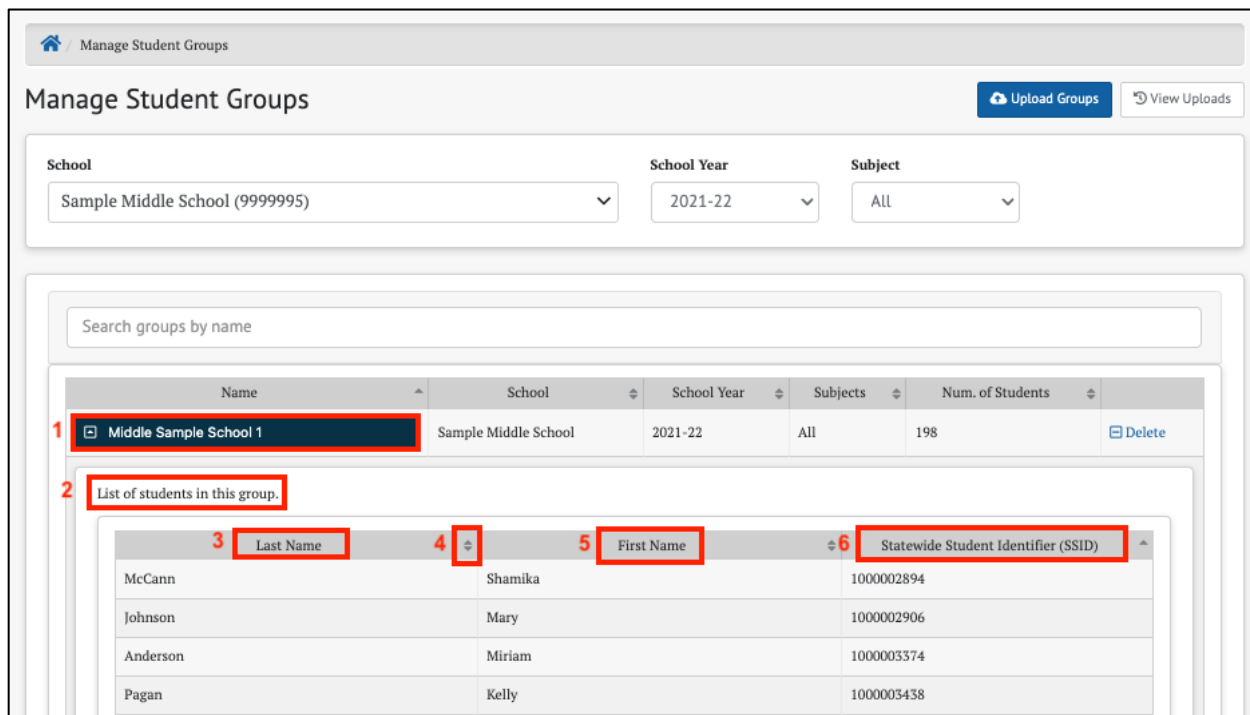 / Manage Student Groups
Manage Student Groups
Upload Groups
View Uploads
School
School Year
Subject
Sample Middle School (9999995)
2021-22
All
Search groups by name
Name
School
School Year
Subjects
Num. of Students
1
Middle Sample School 1
Sample Middle School
2021-22
All
198
Delete
2
List of students in this group.
3
Last Name
4
5
First Name
6
Statewide Student Identifier (SSID)
McCann
Shamika
1000002894
Johnson
Mary
1000002906
Anderson
Miriam
1000003374
Pagan
Kelly
1000003438